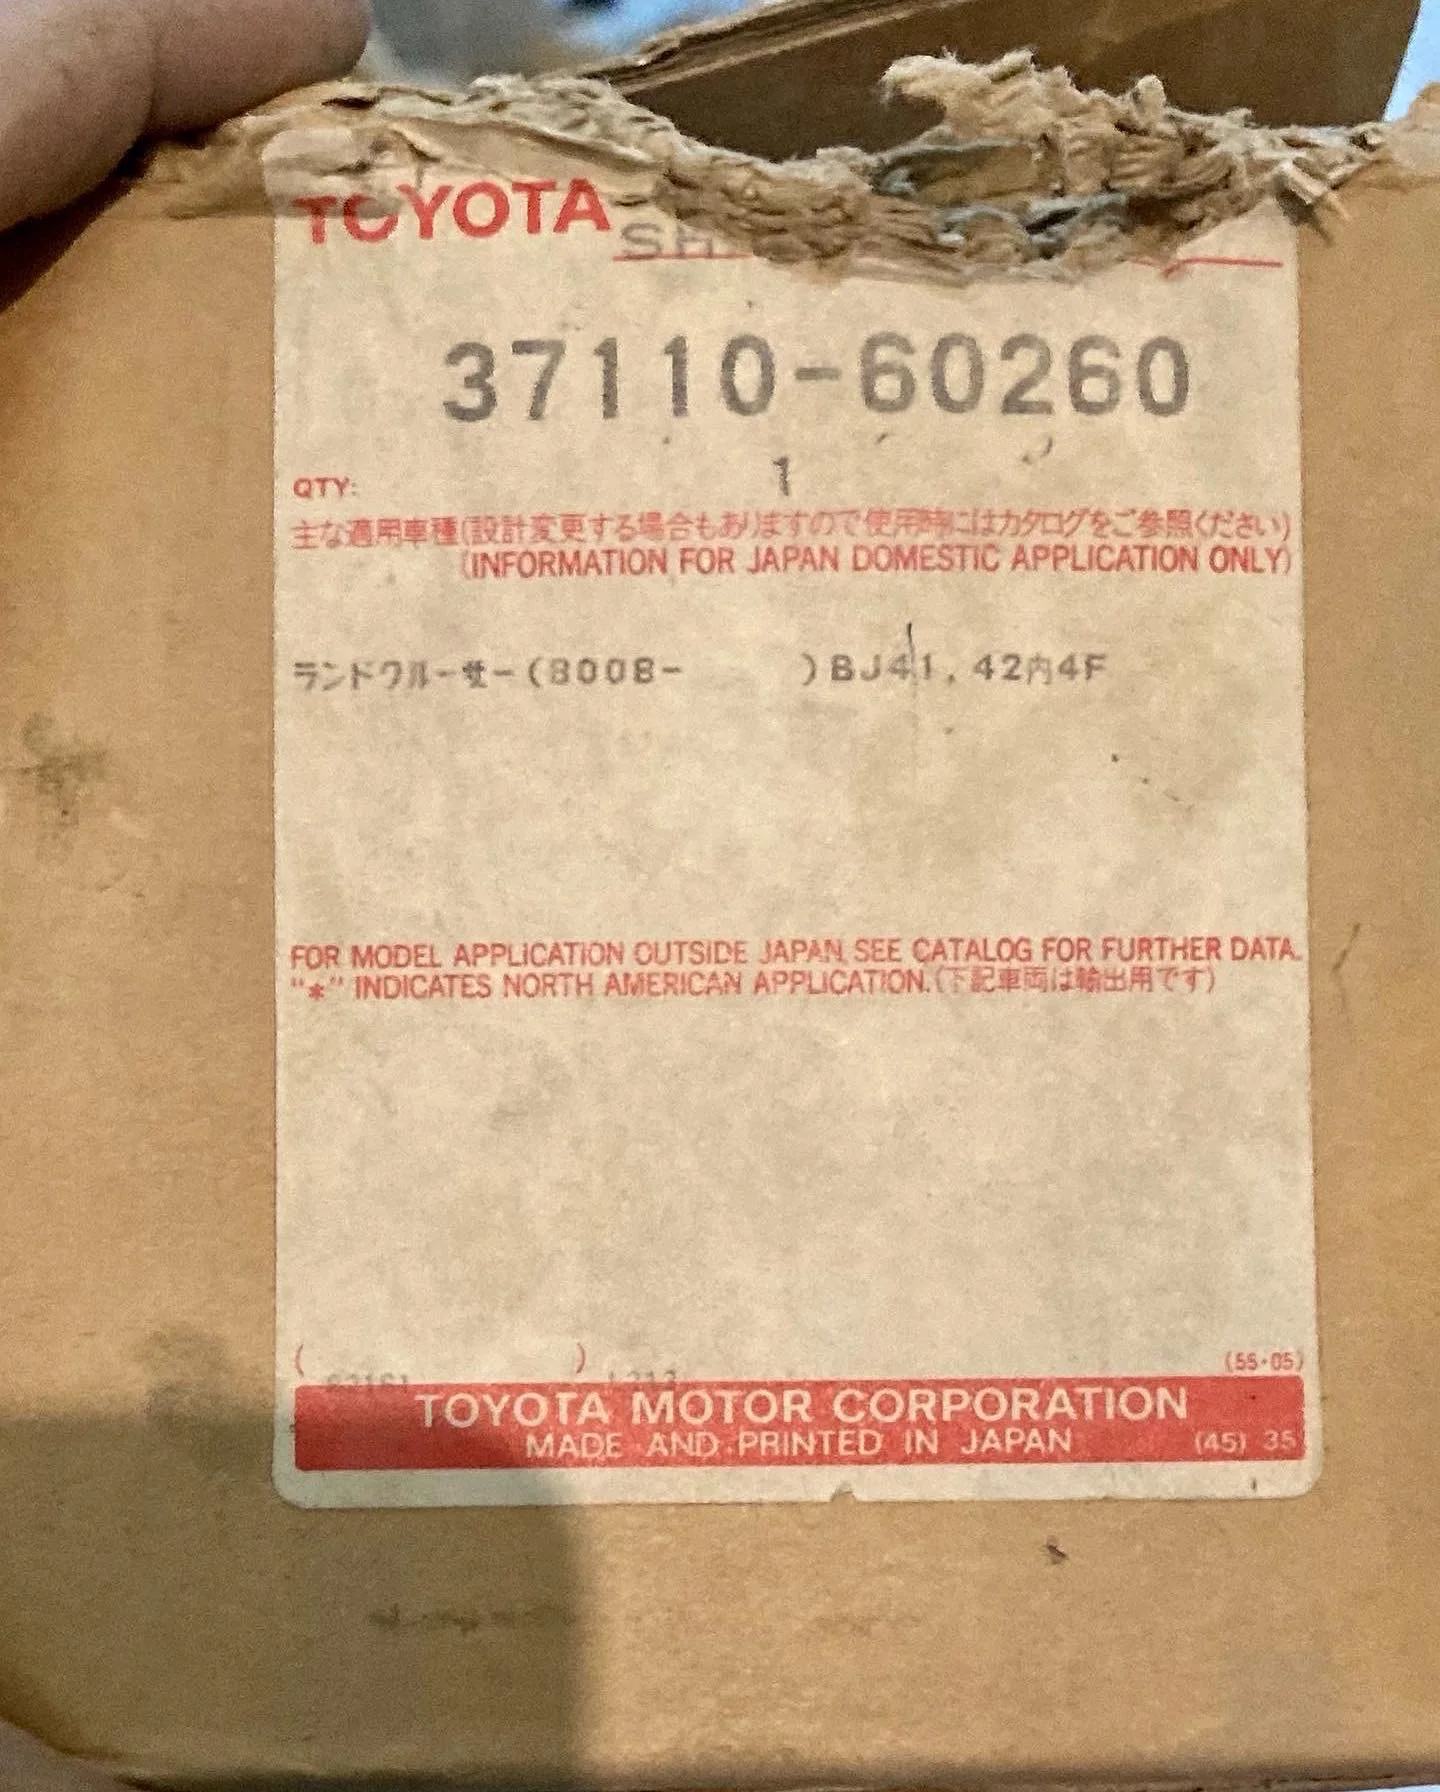 TOYOTA SH
37110-60260
1
QTY:
主な適用車種(設計変更する場合もありますので使用時にはカタログをご参照ください)
(INFORMATION FOR JAPAN DOMESTIC APPLICATION ONLY)
ランドクルーザー(8008- )BJ41, 42内4F
FOR MODEL APPLICATION OUTSIDE JAPAN, SEE CATALOG FOR FURTHER DATA.
"*" INDICATES NORTH AMERICAN APPLICATION.(下記車両は輸出用です)
( ) (55·05)
TOYOTA MOTOR CORPORATION
MADE AND PRINTED IN JAPAN (45) 35